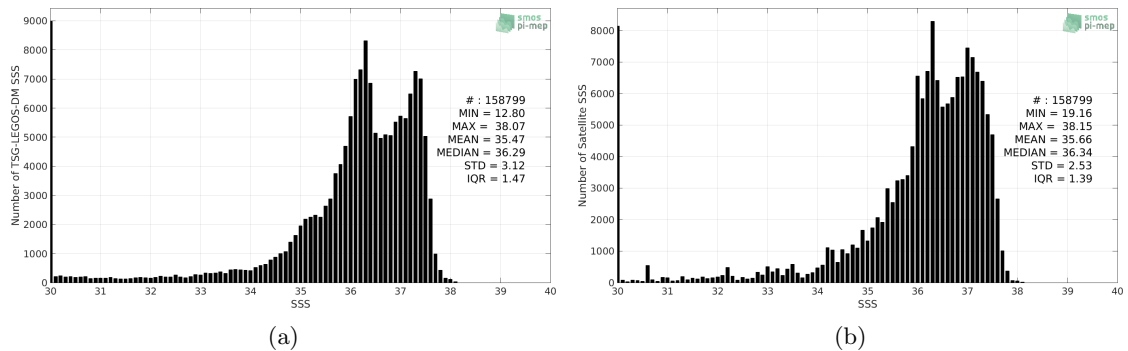 smos
pi-mep
9000
8000
7000
6000
5000
4000
3000
2000
1000
0
Number of TSG-LEGOS-DM SSS
# : 158799
MIN = 12.80
MAX = 38.07
MEAN = 35.47
MEDIAN = 36.29
STD = 3.12
IQR = 1.47
30 31 32 33 34 35 36 37 38 39 40
SSS
(a)
smos
pi-mep
8000
7000
6000
5000
4000
3000
2000
1000
0
Number of Satellite SSS
# : 158799
MIN = 19.16
MAX = 38.15
MEAN = 35.66
MEDIAN = 36.34
STD = 2.53
IQR = 1.39
30 31 32 33 34 35 36 37 38 39 40
SSS
(b)